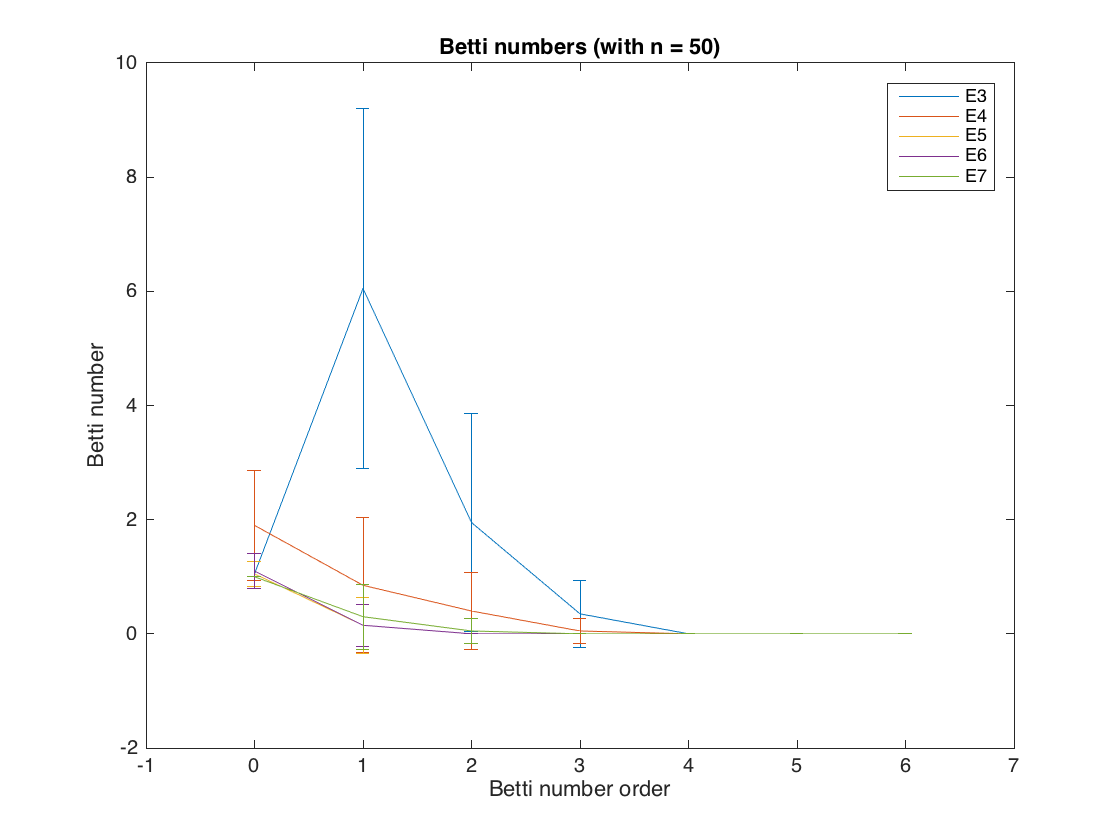 Betti numbers (with n = 50)
10
8
6
4
2
0
-2
Betti number
E3
E4
E5
E6
E7
-1 0 1 2 3 4 5 6 7
Betti number order